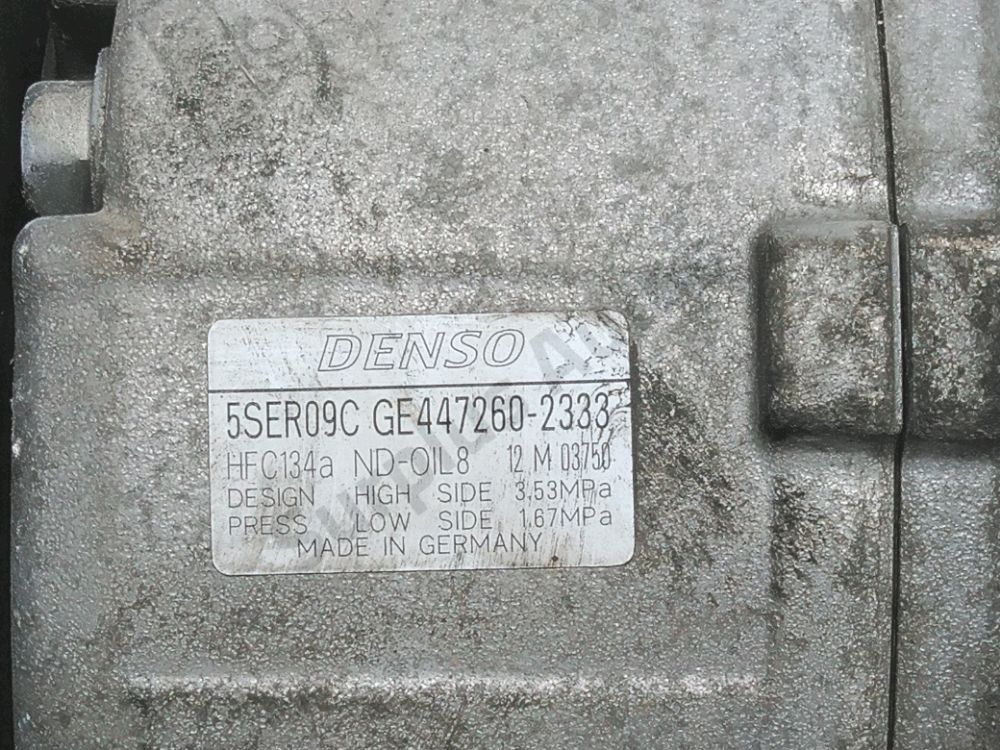 DENSO
5SER09C GE447260-2333
HFC134a ND-OIL8 12 M 03750
DESIGN HIGH SIDE 3.53MPa
PRESS LOW SIDE 1.67MPa
MADE IN GERMANY